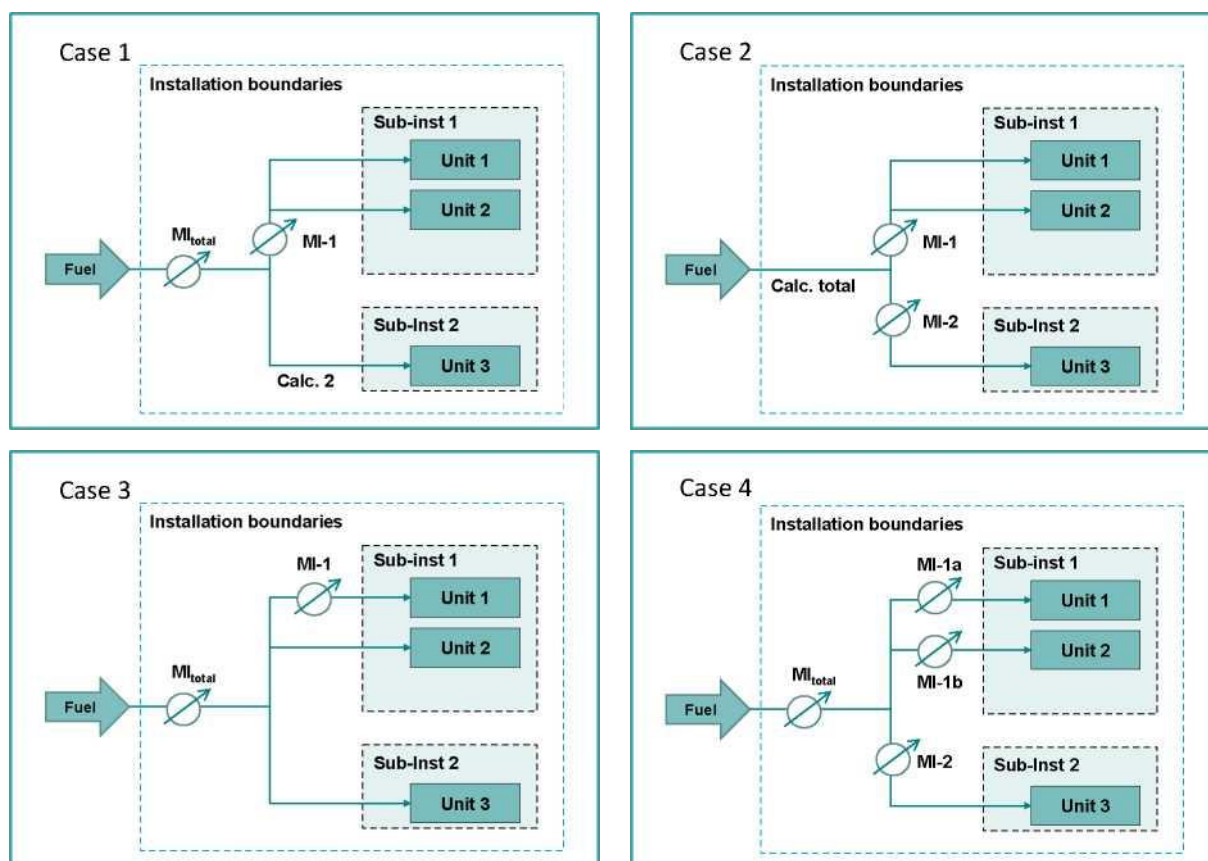 Case 1
Installation boundaries
Sub-inst 1
Unit 1
Unit 2
MI-1
MItotal
Fuel
Sub-Inst 2
Unit 3
Calc. 2
Case 2
Installation boundaries
Sub-inst 1
Unit 1
Unit 2
MI-1
Fuel
Calc. total
MI-2
Sub-Inst 2
Unit 3
Case 3
Installation boundaries
MI-1
Sub-inst 1
Unit 1
Unit 2
MItotal
Fuel
Sub-Inst 2
Unit 3
Case 4
Installation boundaries
MI-1a
Sub-inst 1
Unit 1
Unit 2
MI-1b
MItotal
Fuel
MI-2
Sub-Inst 2
Unit 3